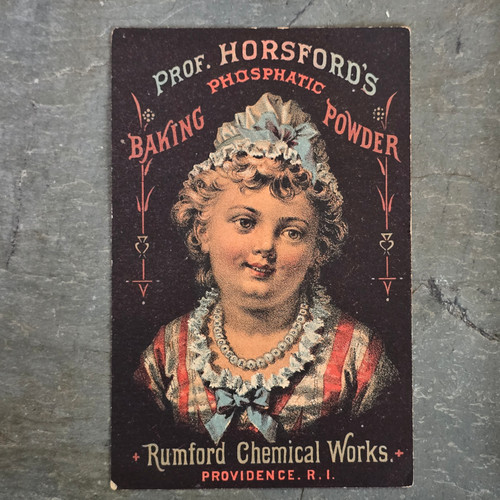 PROF. HORSFORD'S
PHOSPHATIC
BAKING POWDER
Rumford Chemical Works.
PROVIDENCE. R. I.